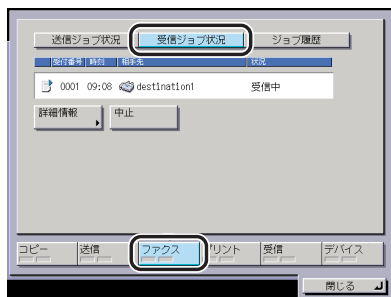 送信ジョブ状況 受信ジョブ状況 ジョブ履歴
受付番号 時刻 相手先 状況
0001 09:08 destination1 受信中
詳細情報 中止
コピー 送信 ファクス プリント 受信 デバイス
閉じる